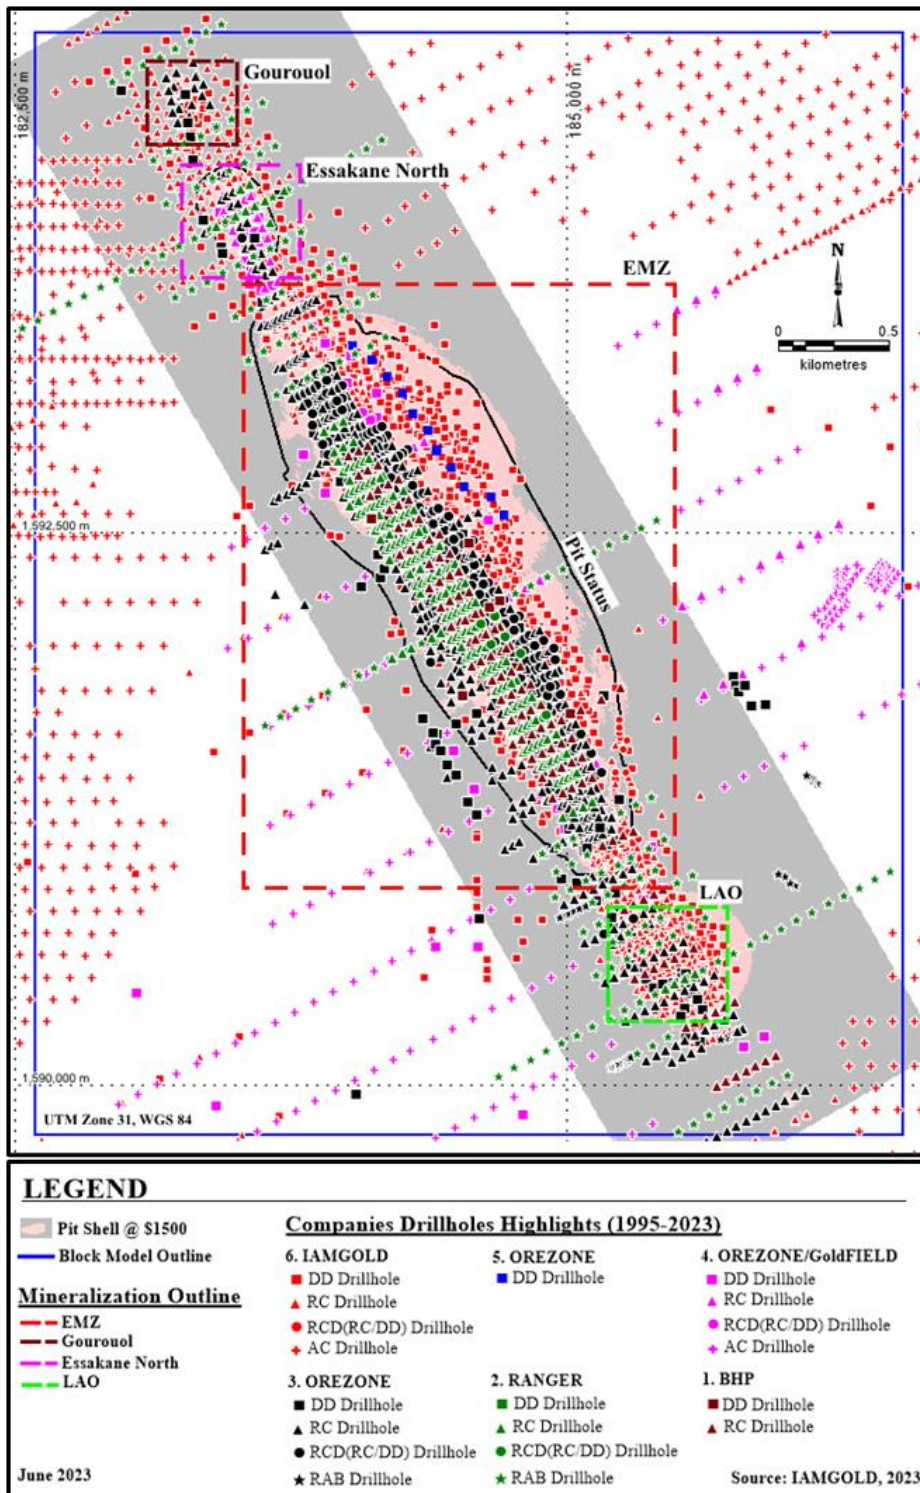 Gourouol
182,500 m
185,000 m
Essakane North
EMZ
N
0 0.5
kilometres
1,592,500 m
Pit Status
LAO
1,590,000 m
UTM Zone 31, WGS 84
LEGEND
Pit Shell @ $1500
Block Model Outline
Mineralization Outline
EMZ
Gourouol
Essakane North
LAO
June 2023
Companies Drillholes Highlights (1995-2023)
6. IAMGOLD
DD Drillhole
RC Drillhole
RCD(RC/DD) Drillhole
AC Drillhole
5. OREZONE
DD Drillhole
4. OREZONE/GoldFIELD
DD Drillhole
RC Drillhole
RCD(RC/DD) Drillhole
AC Drillhole
3. OREZONE
DD Drillhole
RC Drillhole
RCD(RC/DD) Drillhole
RAB Drillhole
2. RANGER
DD Drillhole
RC Drillhole
RCD(RC/DD) Drillhole
RAB Drillhole
1. BHP
DD Drillhole
RC Drillhole
Source: IAMGOLD, 2023